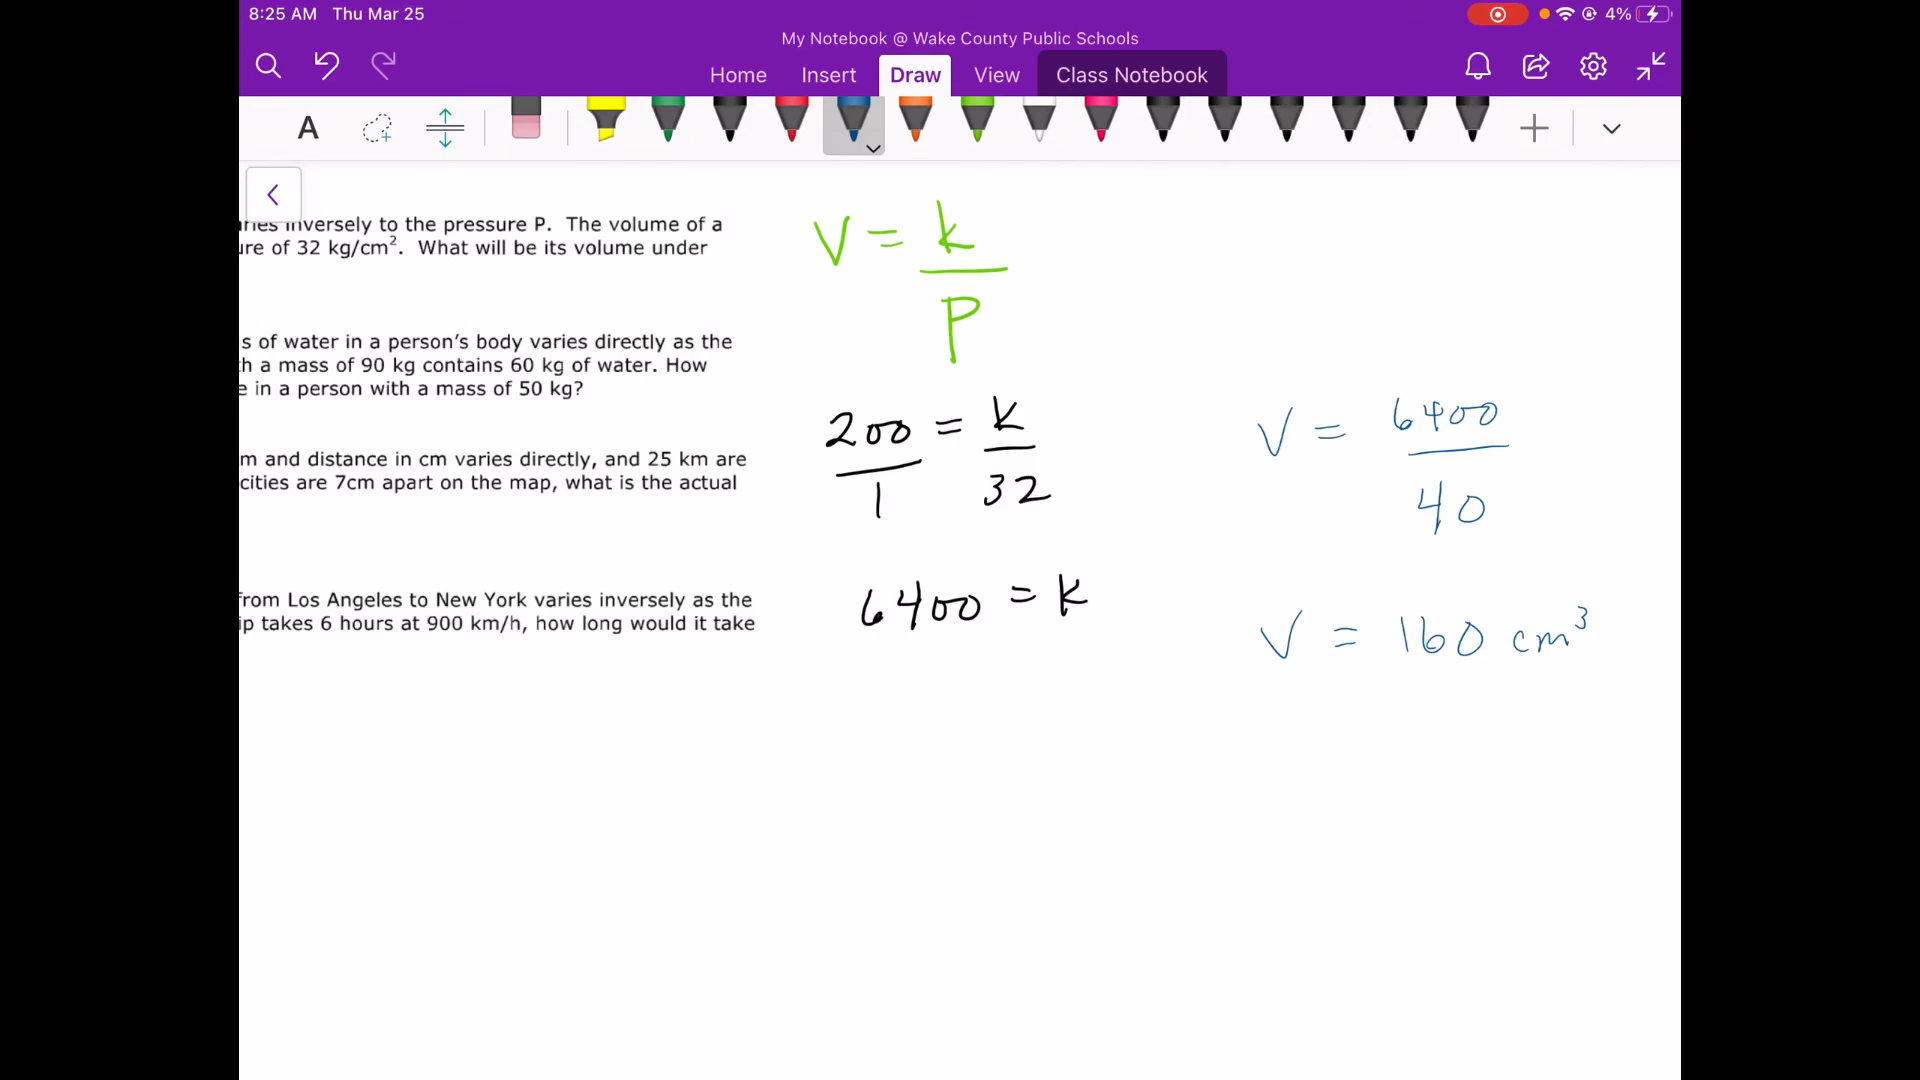 8:25 AM Thu Mar 25
4%
My Notebook @ Wake County Public Schools
Home Insert Draw View Class Notebook
A
inversely to the pressure P. The volume of a
ure of 32 kg/cm². What will be its volume under
s of water in a person's body varies directly as the
h a mass of 90 kg contains 60 kg of water. How
e in a person with a mass of 50 kg?
m and distance in cm varies directly, and 25 km are
cities are 7cm apart on the map, what is the actual
from Los Angeles to New York varies inversely as the
ip takes 6 hours at 900 km/h, how long would it take
V = k
P
200 = k
1 32
6400 = k
V = 6400
40
V = 160 cm³